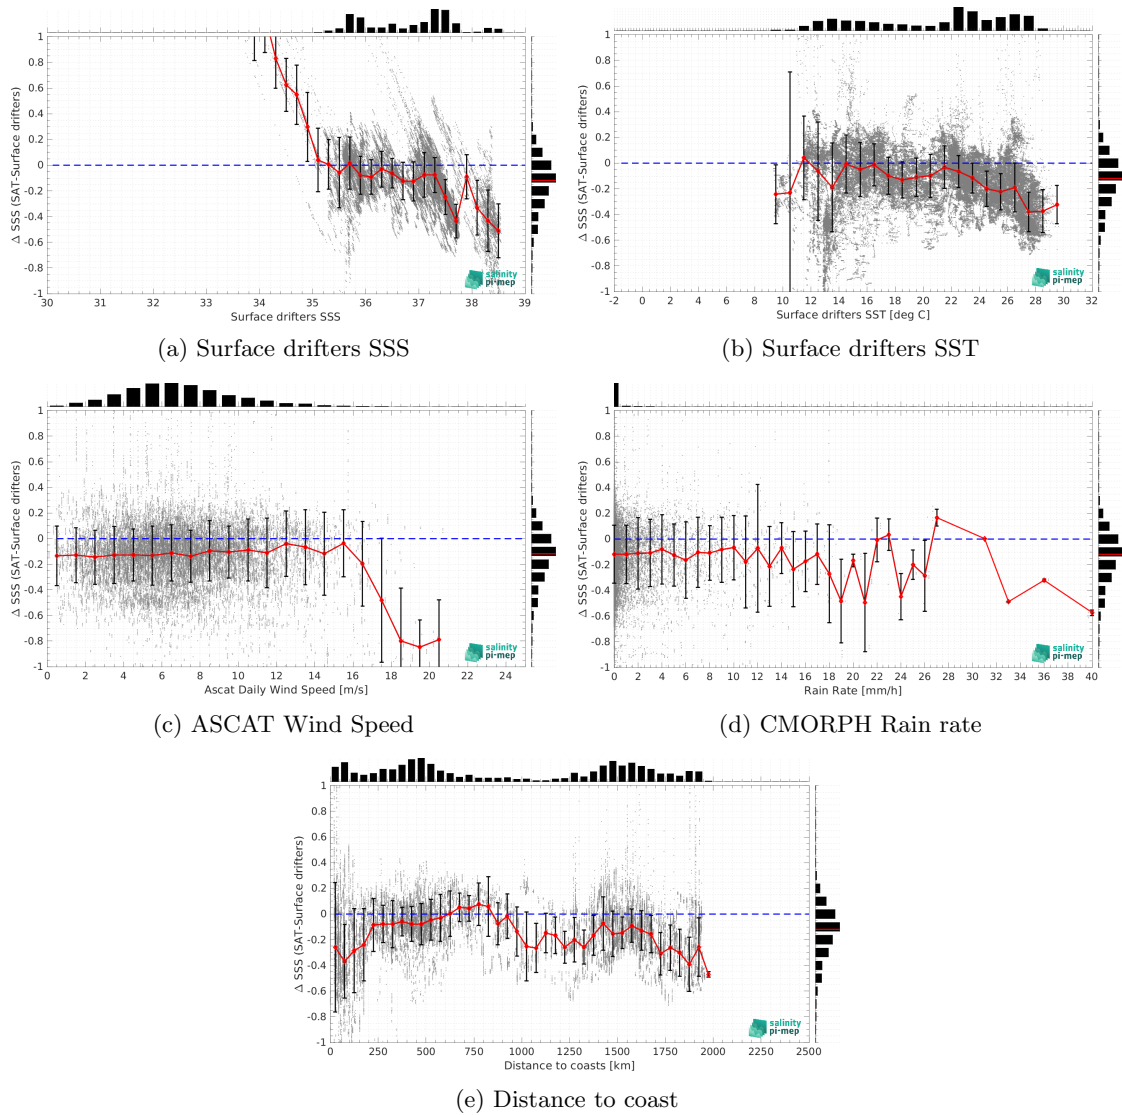 1
0.8
0.6
0.4
0.2
0
-0.2
-0.4
-0.6
-0.8
-1
Δ SSS (SAT-Surface drifters)
30 31 32 33 34 35 36 37 38 39
Surface drifters SSS
salinity
pi-mep
(a) Surface drifters SSS
1
0.8
0.6
0.4
0.2
0
-0.2
-0.4
-0.6
-0.8
-1
Δ SSS (SAT-Surface drifters)
-2 0 2 4 6 8 10 12 14 16 18 20 22 24 26 28 30 32
Surface drifters SST [deg C]
salinity
pi-mep
(b) Surface drifters SST
1
0.8
0.6
0.4
0.2
0
-0.2
-0.4
-0.6
-0.8
-1
Δ SSS (SAT-Surface drifters)
0 2 4 6 8 10 12 14 16 18 20 22 24
Ascat Daily Wind Speed [m/s]
salinity
pi-mep
(c) ASCAT Wind Speed
1
0.8
0.6
0.4
0.2
0
-0.2
-0.4
-0.6
-0.8
-1
Δ SSS (SAT-Surface drifters)
0 2 4 6 8 10 12 14 16 18 20 22 24 26 28 30 32 34 36 38 40
Rain Rate [mm/h]
salinity
pi-mep
(d) CMORPH Rain rate
1
0.8
0.6
0.4
0.2
0
-0.2
-0.4
-0.6
-0.8
-1
Δ SSS (SAT-Surface drifters)
0 250 500 750 1000 1250 1500 1750 2000 2250 2500
Distance to coasts [km]
salinity
pi-mep
(e) Distance to coast